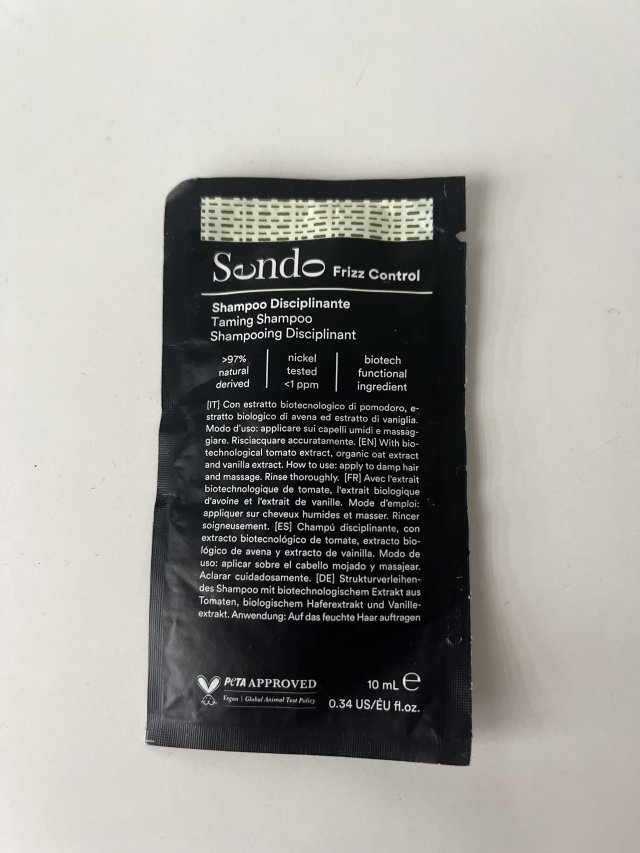 Sendo Frizz Control
Shampoo Disciplinante
Taming Shampoo
Shampooing Disciplinant
>97% natural derived
nickel tested <1 ppm
biotech functional ingredient
[IT] Con estratto biotecnologico di pomodoro, e-
stratto biologico di avena ed estratto di vaniglia.
Modo d'uso: applicare sui capelli umidi e massag-
giare. Risciacquare accuratamente. [EN] With bio-
technological tomato extract, organic oat extract
and vanilla extract. How to use: apply to damp hair
and massage. Rinse thoroughly. [FR] Avec l'extrait
biotechnologique de tomate, l'extrait biologique
d'avoine et l'extrait de vanille. Mode d'emploi:
appliquer sur cheveux humides et masser. Rincer
soigneusement. [ES] Champú disciplinante, con
extracto biotecnológico de tomate, extracto bio-
lógico de avena y extracto de vainilla. Modo de
uso: aplicar sobre el cabello mojado y masajear.
Aclarar cuidadosamente. [DE] Strukturverleihen-
des Shampoo mit biotechnologischem Extrakt aus
Tomaten, biologischem Haferextrakt und Vanille-
extrakt. Anwendung: Auf das feuchte Haar auftragen
PETA APPROVED
Vegan | Global Animal Test Policy
10 mL ℮
0.34 US/ÉU fl.oz.